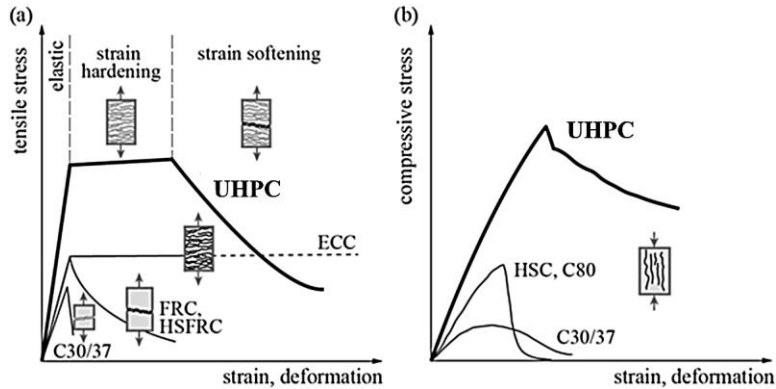 (a)
tensile stress
elastic
strain
hardening
strain softening
UHPC
ECC
FRC,
HSFRC
C30/37
strain, deformation
(b)
compressive stress
UHPC
HSC, C80
C30/37
strain, deformation